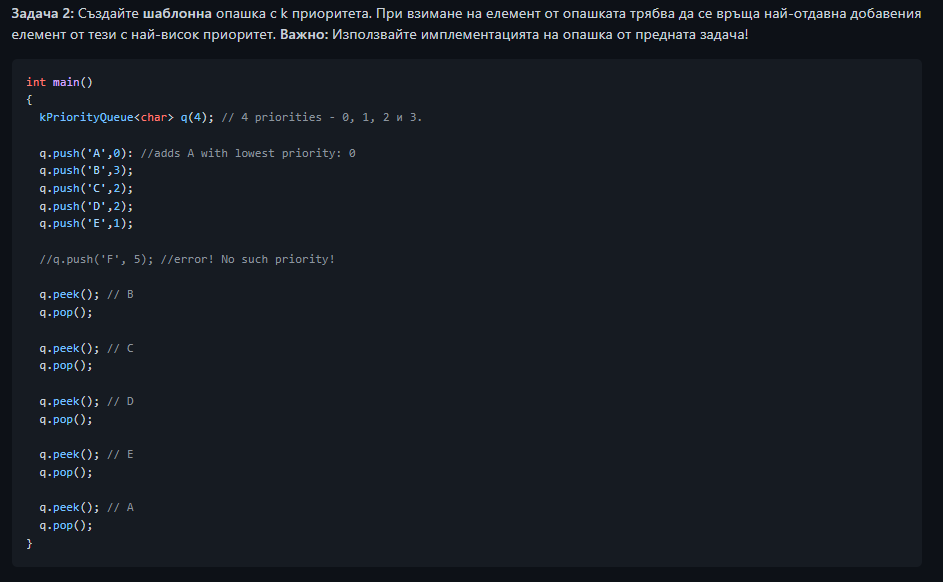 Задача 2: Създайте шаблонна опашка с k приоритета. При взимане на елемент от опашката трябва да се връща най-отдавна добавения
елемент от тези с най-висок приоритет. Важно: Използвайте имплементацията на опашка от предната задача!
int main()
{
  kPriorityQueue<char> q(4); // 4 priorities - 0, 1, 2 и 3.
  q.push('A',0): //adds A with lowest priority: 0
  q.push('B',3);
  q.push('C',2);
  q.push('D',2);
  q.push('E',1);
  //q.push('F', 5); //error! No such priority!
  q.peek(); // B
  q.pop();
  q.peek(); // C
  q.pop();
  q.peek(); // D
  q.pop();
  q.peek(); // E
  q.pop();
  q.peek(); // A
  q.pop();
}